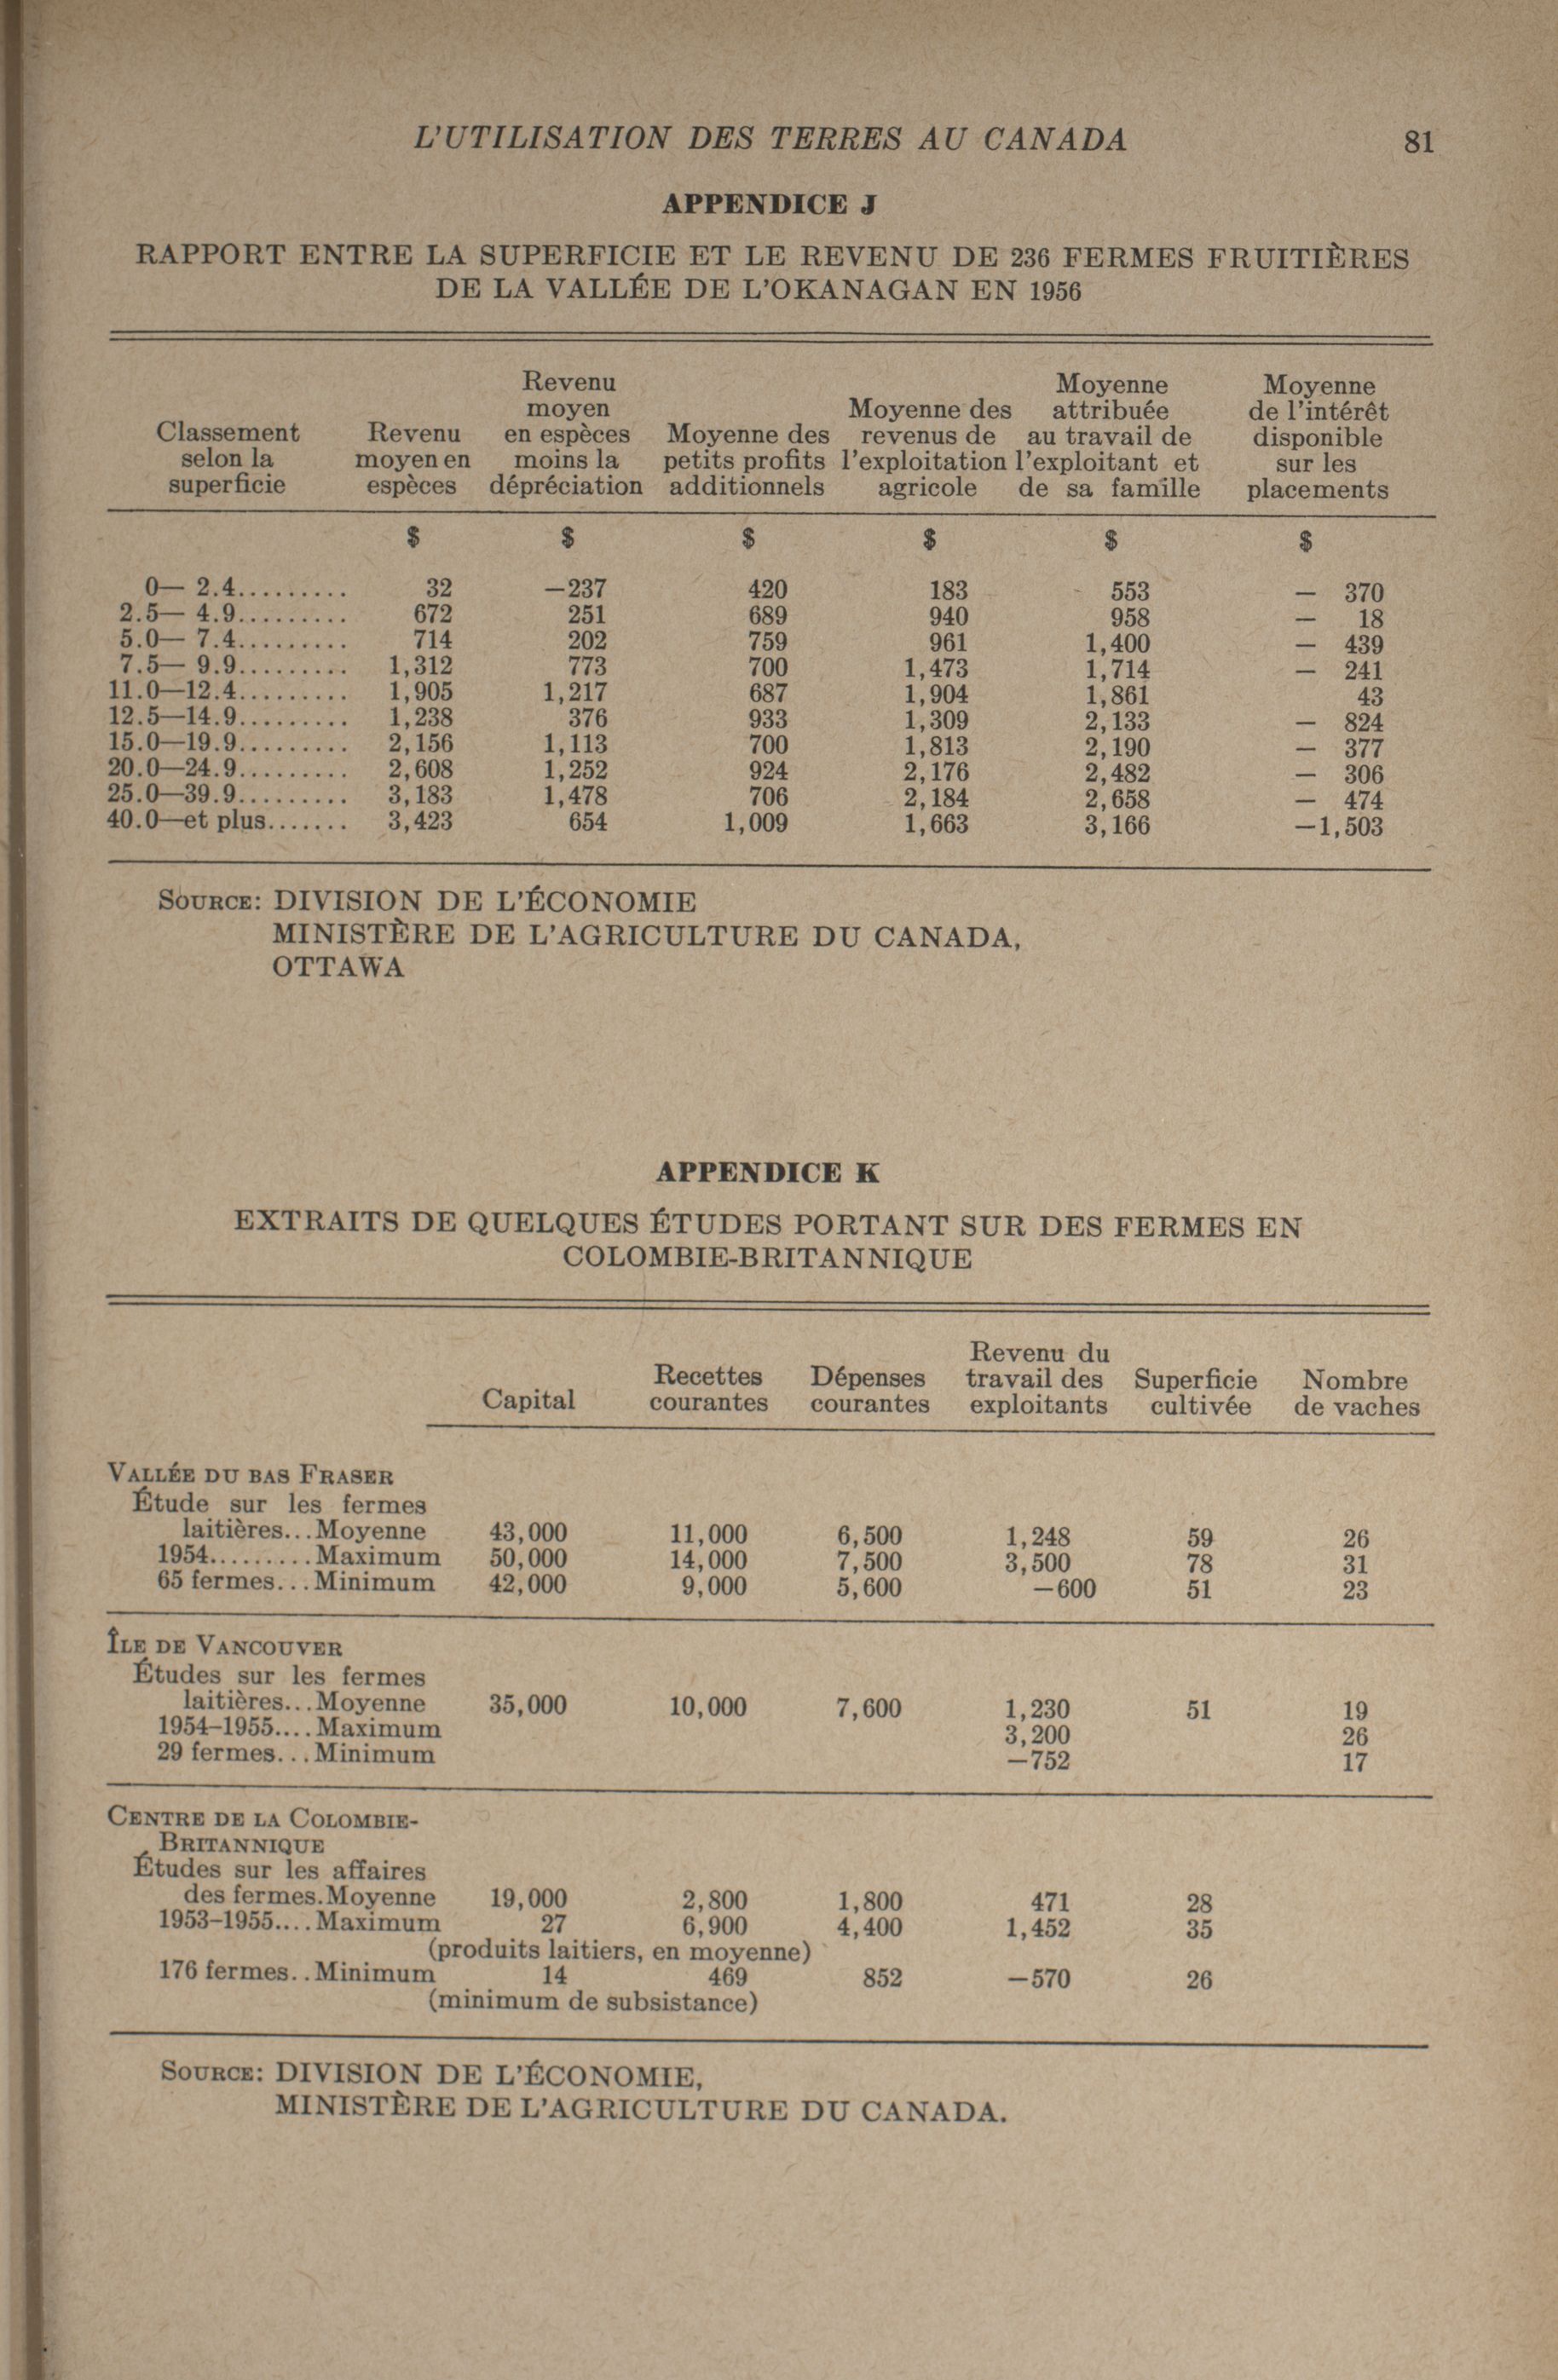 L'UTILISATION DES TERRES AU CANADA 81
APPENDICE J
RAPPORT ENTRE LA SUPERFICIE ET LE REVENU DE 236 FERMES FRUITIÈRES
DE LA VALLÉE DE L'OKANAGAN EN 1956
Revenu Moyenne Moyenne
moyen Moyenne des attribuée de l'intérêt
Classement Revenu en espèces Moyenne des revenus de au travail de disponible
selon la moyen en moins la petits profits l'exploitation l'exploitant et sur les
superficie espèces dépréciation additionnels agricole de sa famille placements
$ $ $ $ $ $
0— 2.4.......... 32 —237 420 183 553 — 370
2.5— 4.9.......... 672 251 689 940 958 — 18
5.0— 7.4.......... 714 202 759 961 1,400 — 439
7.5— 9.9.......... 1,312 773 700 1,473 1,714 — 241
11.0—12.4.......... 1,905 1,217 687 1,904 1,861 43
12.5—14.9.......... 1,238 376 933 1,309 2,133 — 824
15.0—19.9.......... 2,156 1,113 700 1,813 2,190 — 377
20.0—24.9.......... 2,608 1,252 924 2,176 2,482 — 306
25.0—39.9.......... 3,183 1,478 706 2,184 2,658 — 474
40.0—et plus....... 3,423 654 1,009 1,663 3,166 —1,503
SOURCE: DIVISION DE L'ÉCONOMIE
MINISTÈRE DE L'AGRICULTURE DU CANADA,
OTTAWA
APPENDICE K
EXTRAITS DE QUELQUES ÉTUDES PORTANT SUR DES FERMES EN
COLOMBIE-BRITANNIQUE
Revenu du
Recettes Dépenses travail des Superficie Nombre
Capital courantes courantes exploitants cultivée de vaches
VALLÉE DU BAS FRASER
Étude sur les fermes
laitières...Moyenne 43,000 11,000 6,500 1,248 59 26
1954.........Maximum 50,000 14,000 7,500 3,500 78 31
65 fermes...Minimum 42,000 9,000 5,600 —600 51 23
ÎLE DE VANCOUVER
Études sur les fermes
laitières...Moyenne 35,000 10,000 7,600 1,230 51 19
1954-1955....Maximum 3,200 26
29 fermes...Minimum —752 17
CENTRE DE LA COLOMBIE-
BRITANNIQUE
Études sur les affaires
des fermes.Moyenne 19,000 2,800 1,800 471 28
1953-1955....Maximum 27 6,900 4,400 1,452 35
(produits laitiers, en moyenne)
176 fermes..Minimum 14 469 852 —570 26
(minimum de subsistance)
SOURCE: DIVISION DE L'ÉCONOMIE,
MINISTÈRE DE L'AGRICULTURE DU CANADA.